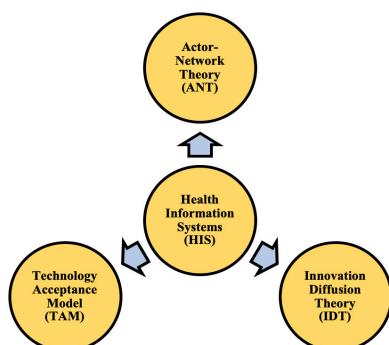 Actor-
Network
Theory
(ANT)
Health
Information
Systems
(HIS)
Technology
Acceptance
Model
(TAM)
Innovation
Diffusion
Theory
(IDT)